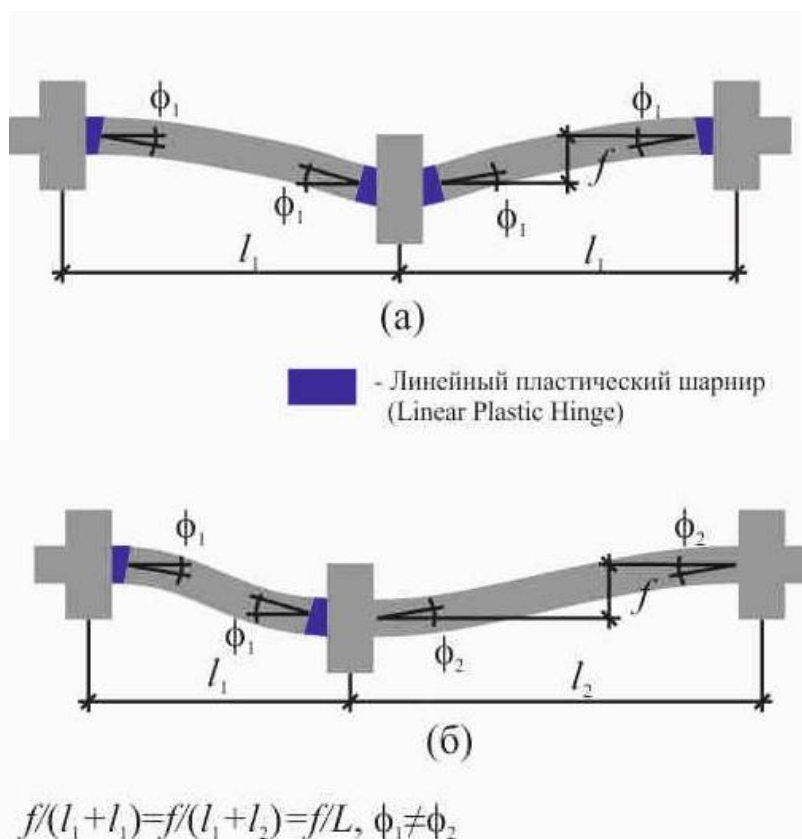 ϕ₁ ϕ₁
f
ϕ₁ ϕ₁
l₁ l₁
(а)
- Линейный пластический шарнир
(Linear Plastic Hinge)
ϕ₁ ϕ₂
f
ϕ₁ ϕ₂
l₁ l₂
(б)
f/(l₁+l₁)=f/(l₁+l₂)=f/L, ϕ₁≠ϕ₂